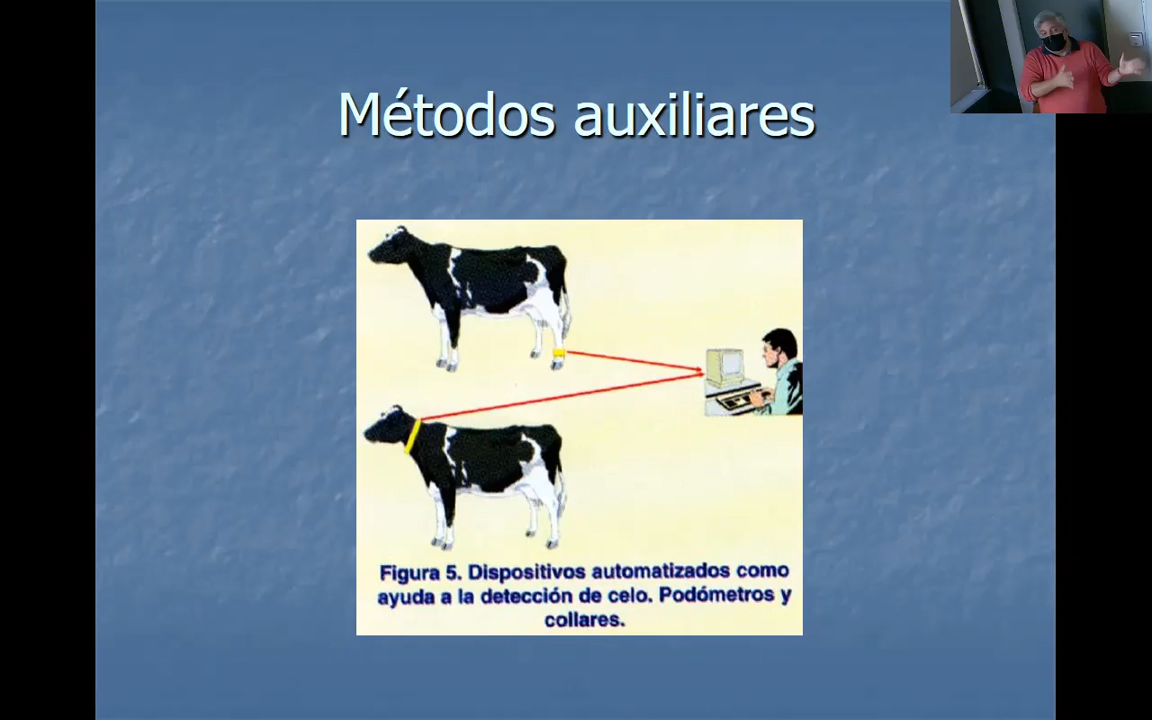 Métodos auxiliares
Figura 5. Dispositivos automatizados como
ayuda a la detección de celo. Podómetros y
collares.